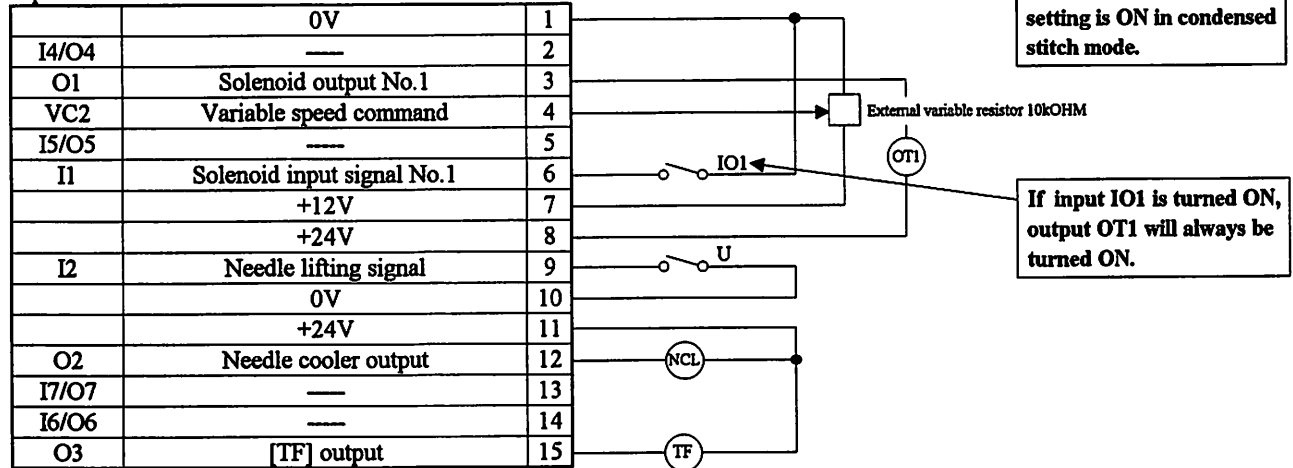 0V 1
I4/O4 ---- 2
O1 Solenoid output No.1 3
VC2 Variable speed command 4
I5/O5 ---- 5
I1 Solenoid input signal No.1 6
+12V 7
+24V 8
I2 Needle lifting signal 9
0V 10
+24V 11
O2 Needle cooler output 12
I7/O7 ---- 13
I6/O6 ---- 14
O3 [TF] output 15
External variable resistor 10kOHM
OT1
IO1
U
NCL
TF
setting is ON in condensed
stitch mode.
If input IO1 is turned ON,
output OT1 will always be
turned ON.